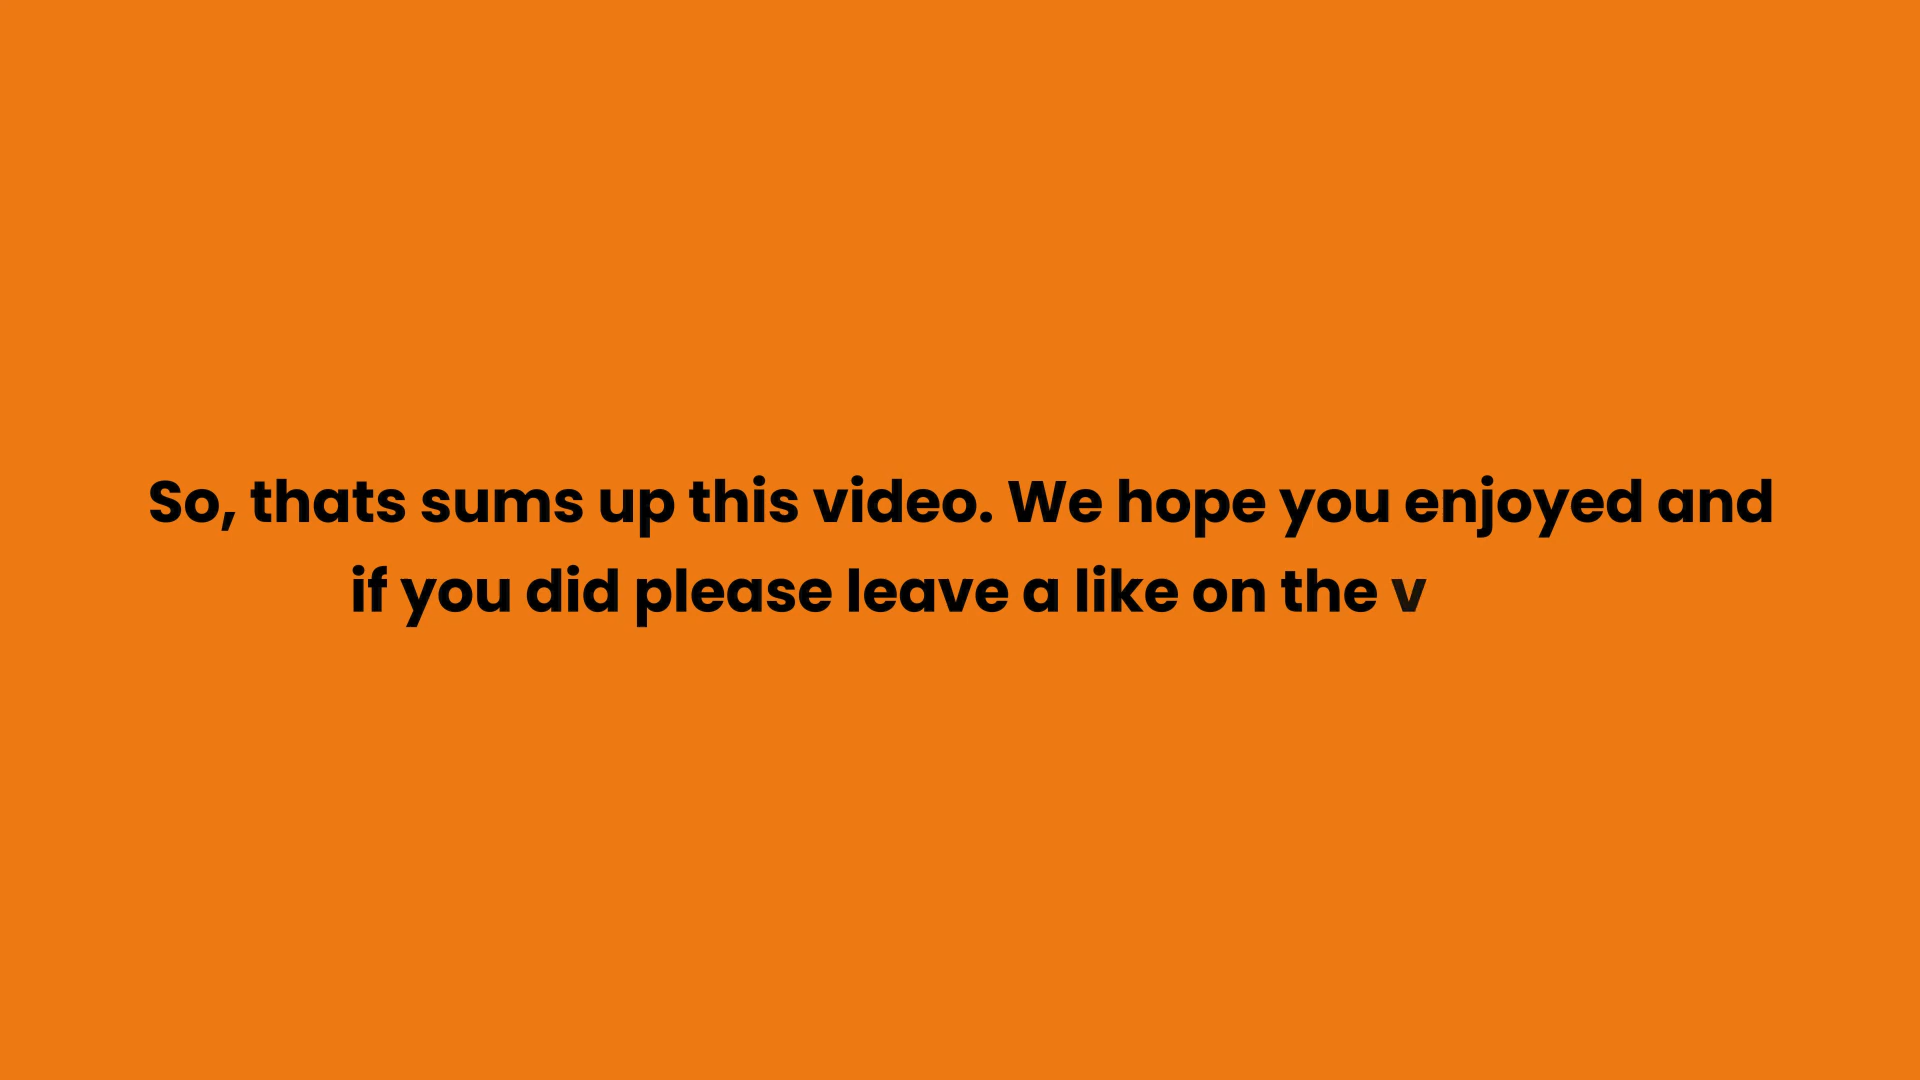 So, thats sums up this video. We hope you enjoyed and
if you did please leave a like on the v